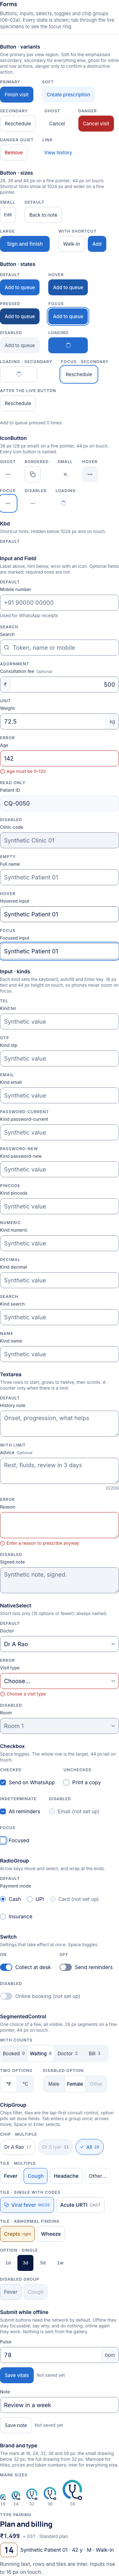 Forms
Buttons, inputs, selects, toggles and chip groups
(06-03a). Every state is shown; tab through the live
specimens to see the focus ring.
Button · variants
One primary per view region. Soft for the emphasised
secondary, secondary for everything else, ghost for low
and row actions, danger only to confirm a destructive
action.
PRIMARY SOFT
Finish visit Create prescription
SECONDARY GHOST DANGER
Reschedule Cancel Cancel visit
DANGER QUIET LINK
Remove View history
Button · sizes
28, 36 and 44 px on a fine pointer, 44 px on touch.
Shortcut hints show at 1024 px and wider on a fine
pointer.
SMALL DEFAULT
Edit Back to note
LARGE WITH SHORTCUT
Sign and finish Walk-in Add
Button · states
DEFAULT HOVER
Add to queue Add to queue
PRESSED FOCUS
Add to queue Add to queue
DISABLED LOADING
Add to queue
LOADING · SECONDARY FOCUS · SECONDARY
Reschedule
AFTER THE LIVE BUTTON
Reschedule
Add to queue pressed 0 times
IconButton
36 px (28 px small) on a fine pointer, 44 px on touch.
Every icon button is named.
GHOST BORDERED SMALL HOVER
FOCUS DISABLED LOADING
Kbd
Shortcut hints. Hidden below 1024 px and on touch.
DEFAULT
Input and Field
Label above, hint below, error with an icon. Optional fields
are marked; required ones are not.
DEFAULT
Mobile number
+91 90000 00000
Used for WhatsApp receipts
SEARCH
Search
Token, name or mobile
ADORNMENT
Consultation fee Optional
₹ 500
UNIT
Weight
72.5 kg
ERROR
Age
142
Age must be 0–120
READ ONLY
Patient ID
CQ-0050
DISABLED
Clinic code
Synthetic Clinic 01
EMPTY
Full name
Synthetic Patient 01
HOVER
Hovered input
Synthetic Patient 01
FOCUS
Focused input
Synthetic Patient 01
Input · kinds
Each kind sets the keyboard, autofill and Enter key. 16 px
text and 44 px height on touch, so phones never zoom on
focus.
TEL
Kind tel
Synthetic value
OTP
Kind otp
Synthetic value
EMAIL
Kind email
Synthetic value
PASSWORD-CURRENT
Kind password-current
Synthetic value
PASSWORD-NEW
Kind password-new
Synthetic value
PINCODE
Kind pincode
Synthetic value
NUMERIC
Kind numeric
Synthetic value
DECIMAL
Kind decimal
Synthetic value
SEARCH
Kind search
Synthetic value
NAME
Kind name
Synthetic value
Textarea
Three rows to start, grows to twelve, then scrolls. A
counter only when there is a limit.
DEFAULT
History note
Onset, progression, what helps
WITH LIMIT
Advice Optional
Rest, fluids, review in 3 days
0/200
ERROR
Reason
Enter a reason to prescribe anyway
DISABLED
Signed note
Synthetic note, signed.
NativeSelect
Short lists only (15 options or fewer); always named.
DEFAULT
Doctor
Dr A Rao
ERROR
Visit type
Choose…
Choose a visit type
DISABLED
Room
Room 1
Checkbox
Square toggles. The whole row is the target, 44 px tall on
touch.
CHECKED UNCHECKED
Send on WhatsApp Print a copy
INDETERMINATE DISABLED
All reminders Email (not set up)
FOCUS
Focused
RadioGroup
Arrow keys move and select, and wrap at the ends.
DEFAULT
Payment mode
Cash UPI Card (not set up)
Insurance
Switch
Settings that take effect at once. Space toggles.
ON OFF
Collect at desk Send reminders
DISABLED
Online booking (not set up)
SegmentedControl
One choice of a few, all visible. 28 px segments on a fine
pointer, 44 px on touch.
WITH COUNTS
Booked 9 Waiting 6 Doctor 2 Bill 3
TWO OPTIONS DISABLED OPTION
°F °C Male Female Other
ChipGroup
Chips filter, tiles are the tap-first consult control, option
pills set dose fields. Tab enters a group once; arrows
move; Space or Enter selects.
CHIP · MULTIPLE
Dr A Rao 17 Dr S Iyer 11 All 28
TILE · MULTIPLE
Fever Cough Headache Other…
TILE · SINGLE WITH CODES
Viral fever Acute URTI
TILE · ABNORMAL FINDING
Crepts Wheeze
OPTION · SINGLE
1d 3d 5d 1w
DISABLED GROUP
Fever Cough
Submit while offline
Submit buttons need the network by default. Offline they
stay focusable, say why, and do nothing; online again
they work. Nothing is sent from the gallery.
Pulse
78 bpm
Save vitals Not saved yet
Note
Review in a week
Save note Not saved yet
Brand and type
The mark at 16, 24, 32, 36 and 56 px: the small drawing
below 32 px, the full drawing from 32 px. Manrope for
titles, prices and token numbers; Inter for everything else.
MARK SIZES
16 24 32 36 56
TYPE PAIRING
Plan and billing
₹1,499 + GST · Standard plan
14 Synthetic Patient 01 · 42 y · M · Walk-in
Running text, rows and tiles are Inter. Inputs rise
to 16 px on touch.